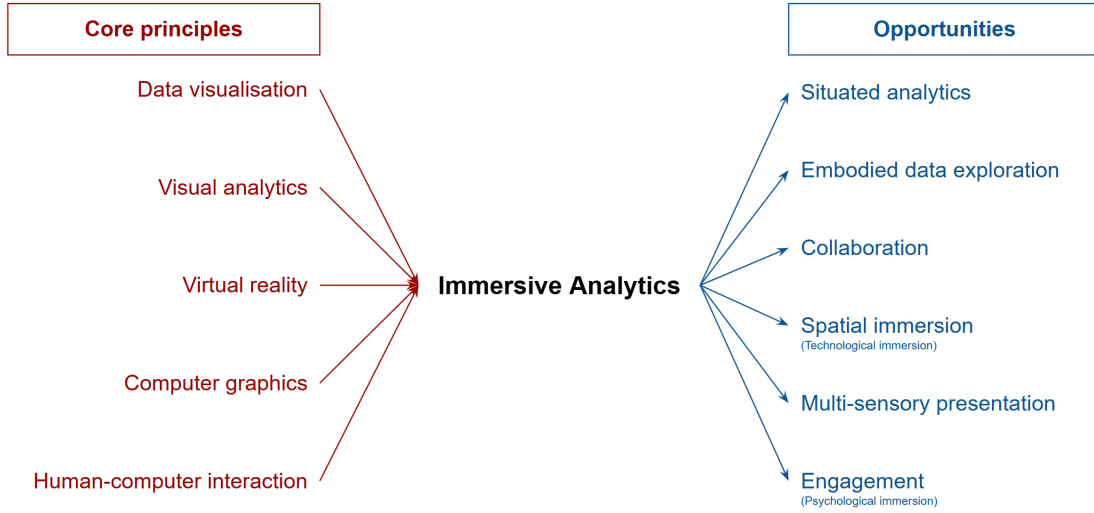 Core principles
Data visualisation
Visual analytics
Virtual reality
Computer graphics
Human-computer interaction
Immersive Analytics
Opportunities
Situated analytics
Embodied data exploration
Collaboration
Spatial immersion
(Technological immersion)
Multi-sensory presentation
Engagement
(Psychological immersion)